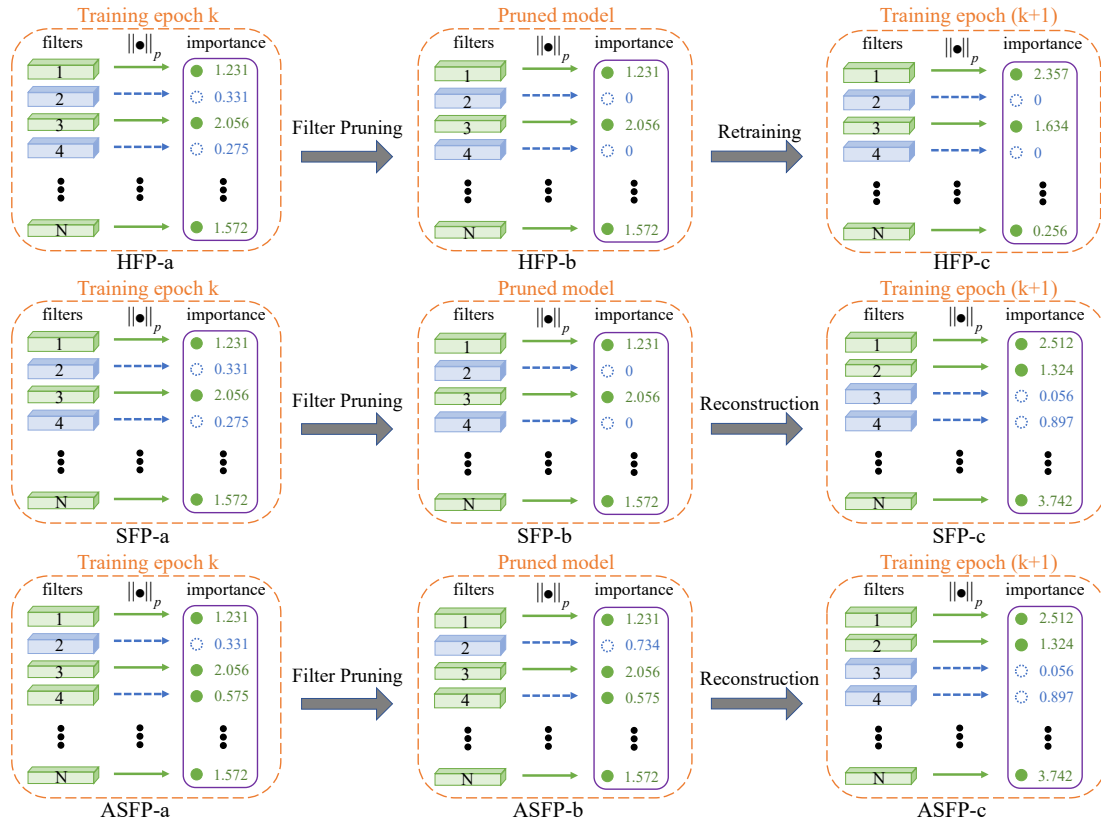 Training epoch k
filters ||●||p importance
1 1.231
2 0.331
3 2.056
4 0.275
N 1.572
HFP-a
Filter Pruning
Pruned model
filters ||●||p importance
1 1.231
2 0
3 2.056
4 0
N 1.572
HFP-b
Retraining
Training epoch (k+1)
filters ||●||p importance
1 2.357
2 0
3 1.634
4 0
N 0.256
HFP-c
Training epoch k
filters ||●||p importance
1 1.231
2 0.331
3 2.056
4 0.275
N 1.572
SFP-a
Filter Pruning
Pruned model
filters ||●||p importance
1 1.231
2 0
3 2.056
4 0
N 1.572
SFP-b
Reconstruction
Training epoch (k+1)
filters ||●||p importance
1 2.512
2 1.324
3 0.056
4 0.897
N 3.742
SFP-c
Training epoch k
filters ||●||p importance
1 1.231
2 0.331
3 2.056
4 0.575
N 1.572
ASFP-a
Filter Pruning
Pruned model
filters ||●||p importance
1 1.231
2 0.734
3 2.056
4 0.575
N 1.572
ASFP-b
Reconstruction
Training epoch (k+1)
filters ||●||p importance
1 2.512
2 1.324
3 0.056
4 0.897
N 3.742
ASFP-c